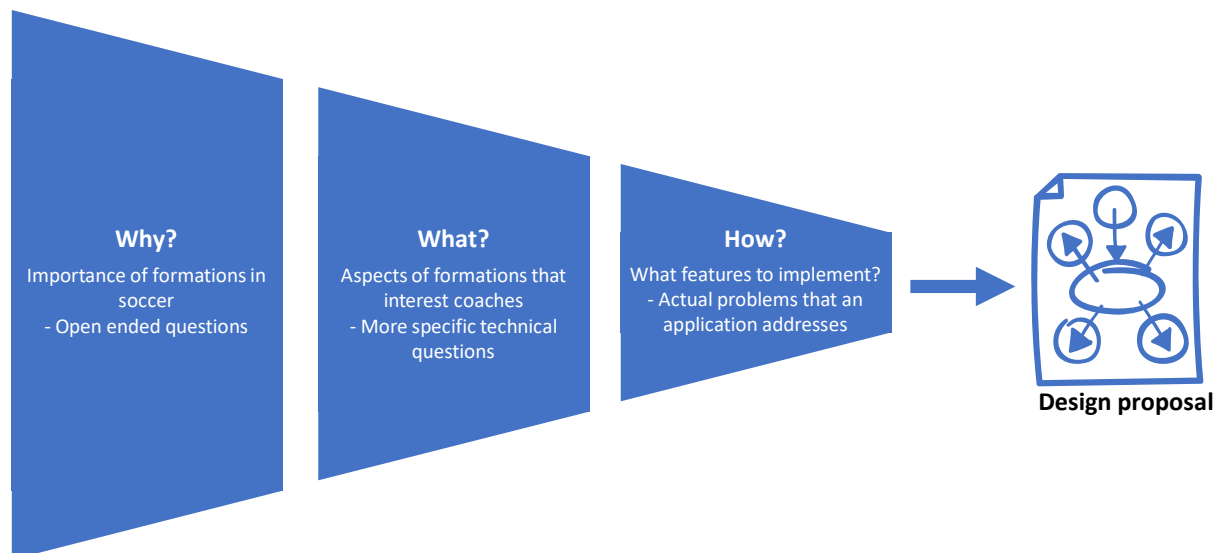 Why?
Importance of formations in
soccer
- Open ended questions
What?
Aspects of formations that
interest coaches
- More specific technical
questions
How?
What features to implement?
- Actual problems that an
application addresses
Design proposal